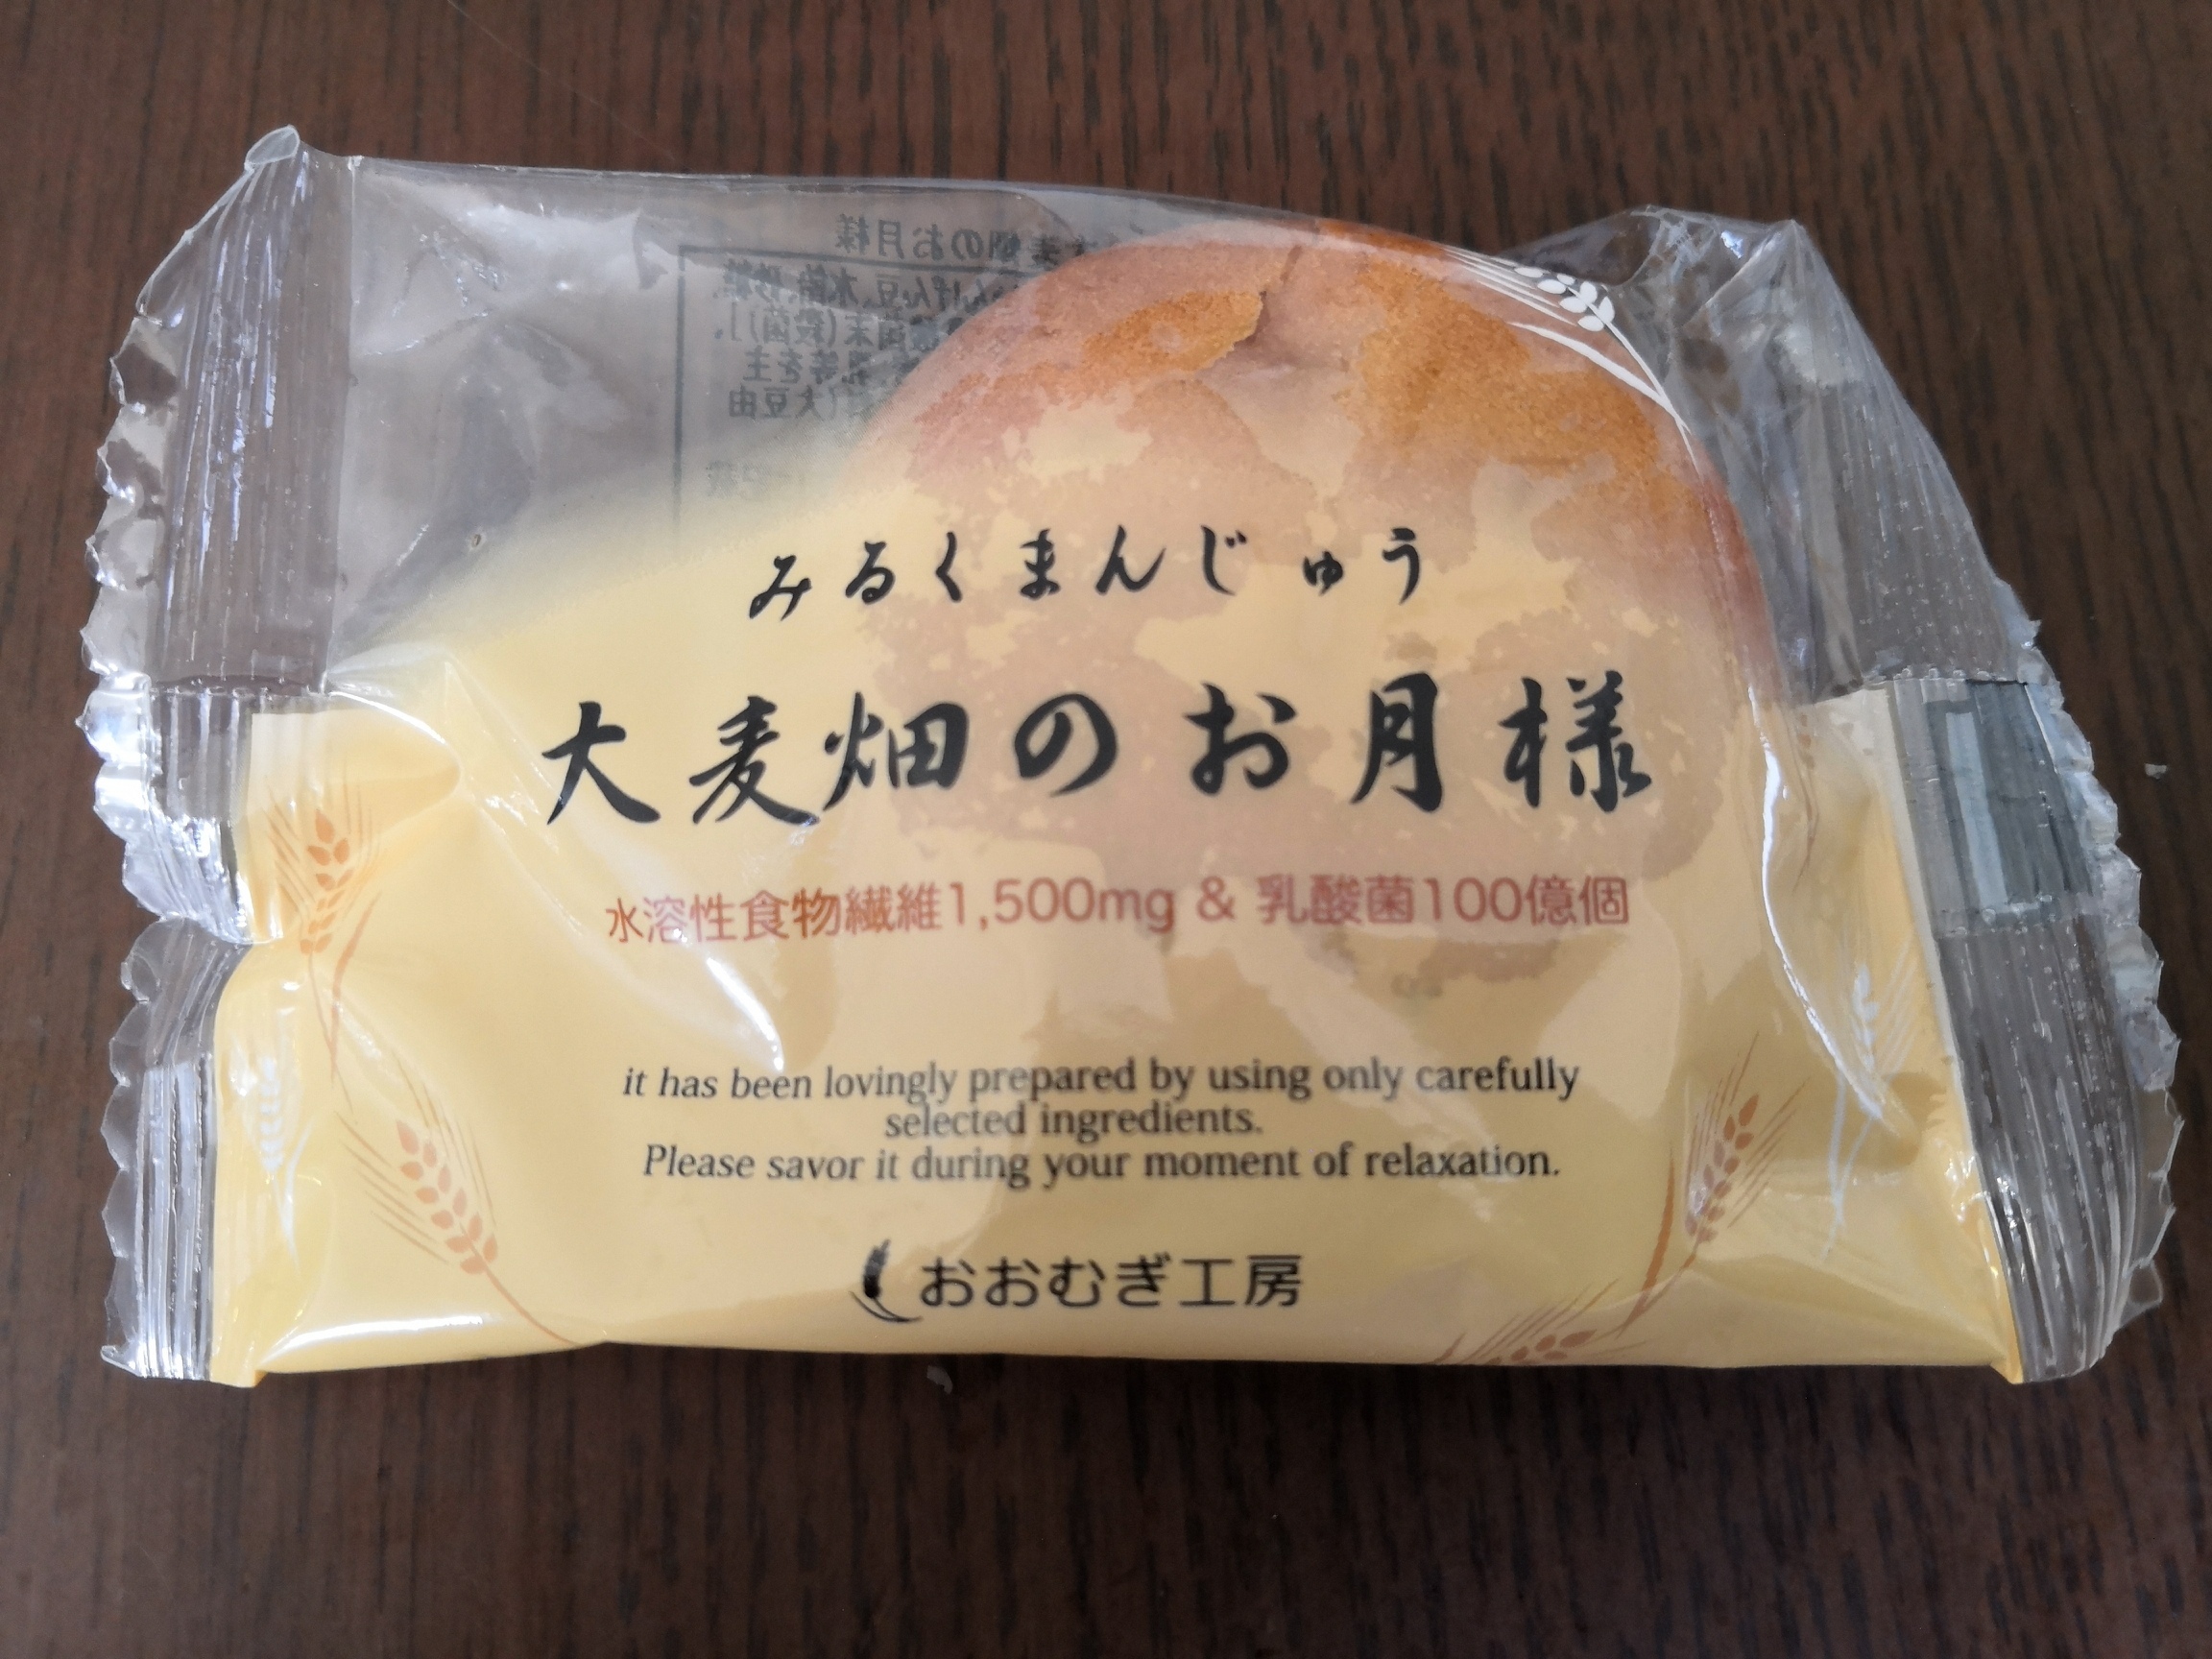 みるくまんじゅう
大麦畑のお月様
水溶性食物繊維1,500mg & 乳酸菌100億個
it has been lovingly prepared by using only carefully
selected ingredients.
Please savor it during your moment of relaxation.
おおむぎ工房